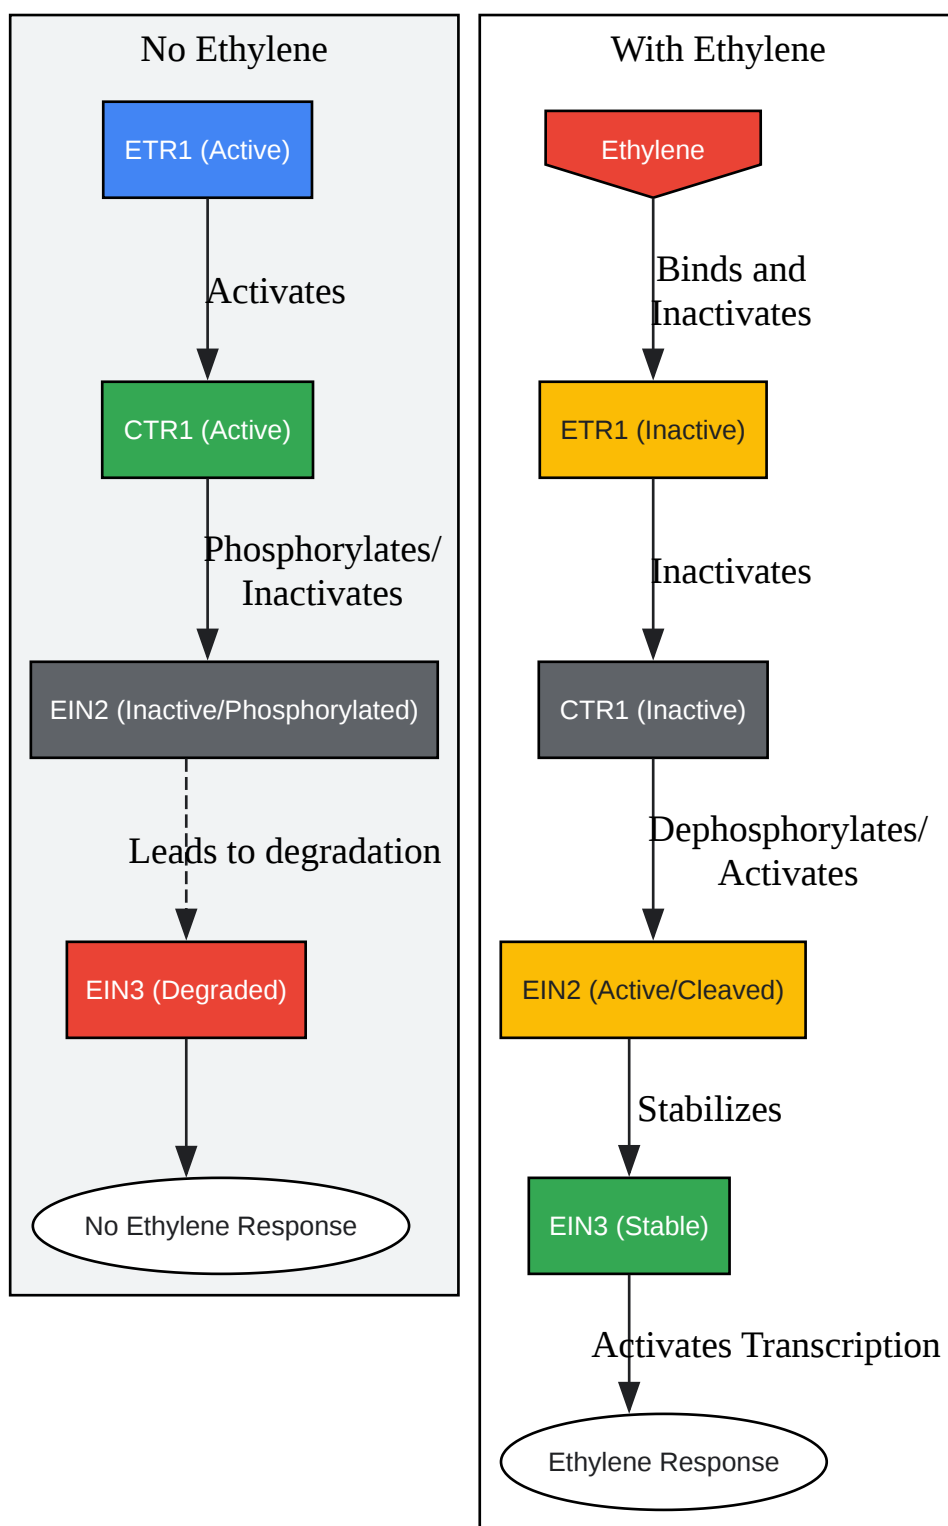 No Ethylene
ETR1 (Active)
Activates
CTR1 (Active)
Phosphorylates/
Inactivates
EIN2 (Inactive/Phosphorylated)
Leads to degradation
EIN3 (Degraded)
No Ethylene Response
With Ethylene
Ethylene
Binds and
Inactivates
ETR1 (Inactive)
Inactivates
CTR1 (Inactive)
Dephosphorylates/
Activates
EIN2 (Active/Cleaved)
Stabilizes
EIN3 (Stable)
Activates Transcription
Ethylene Response